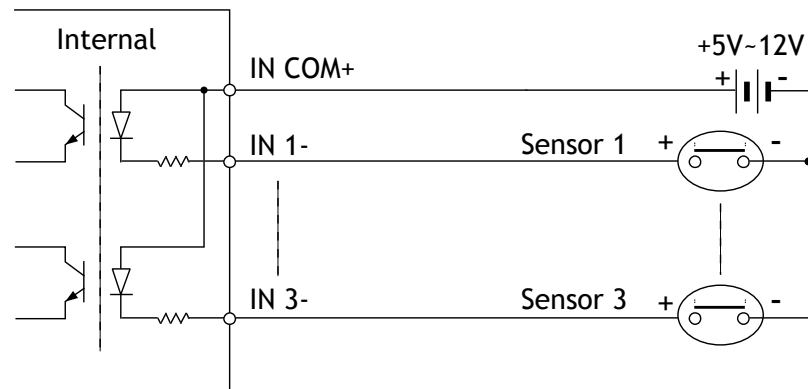 Internal
+5V~12V
IN COM+
+ -
IN 1-
Sensor 1
+ -
IN 3-
Sensor 3
+ -